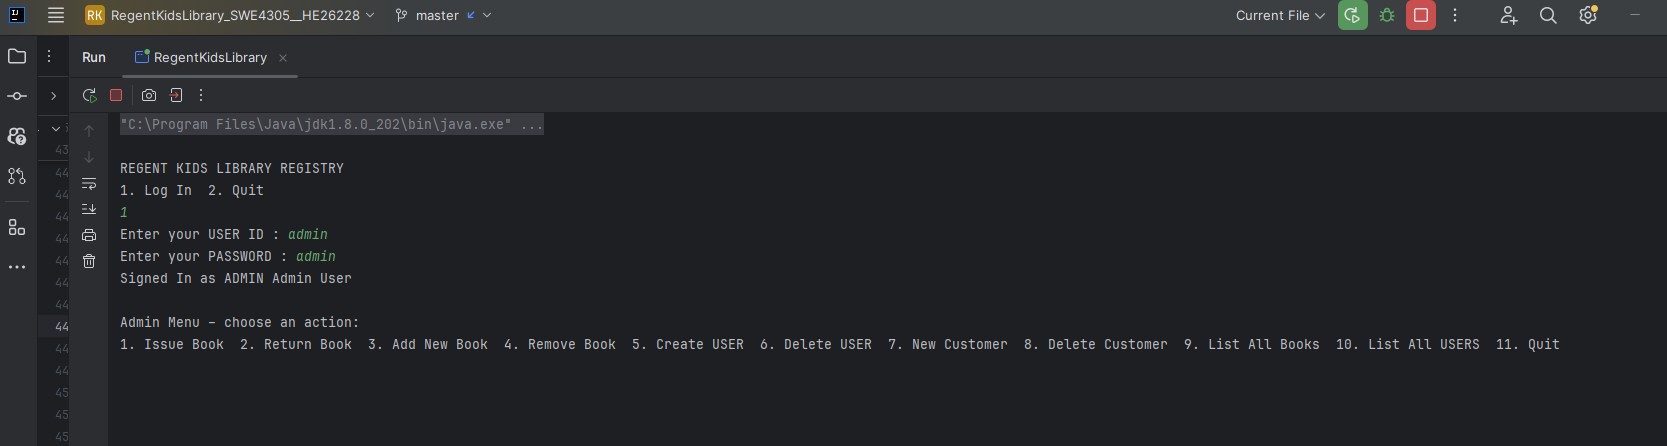 RK RegentKidsLibrary_SWE4305__HE26228 master Current File
Run RegentKidsLibrary
"C:\Program Files\Java\jdk1.8.0_202\bin\java.exe" ...
REGENT KIDS LIBRARY REGISTRY
1. Log In  2. Quit
1
Enter your USER ID : admin
Enter your PASSWORD : admin
Signed In as ADMIN Admin User
Admin Menu – choose an action:
1. Issue Book  2. Return Book  3. Add New Book  4. Remove Book  5. Create USER  6. Delete USER  7. New Customer  8. Delete Customer  9. List All Books  10. List All USERS  11. Quit
43
44
44
44
44
44
44
44
44
44
44
45
45
45